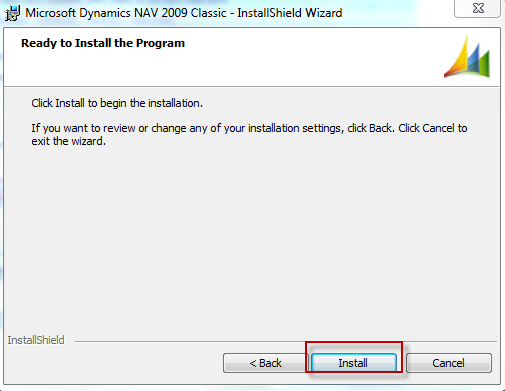 Microsoft Dynamics NAV 2009 Classic - InstallShield Wizard
Ready to Install the Program
Click Install to begin the installation.
If you want to review or change any of your installation settings, click Back. Click Cancel to
exit the wizard.
InstallShield
< Back
Install
Cancel